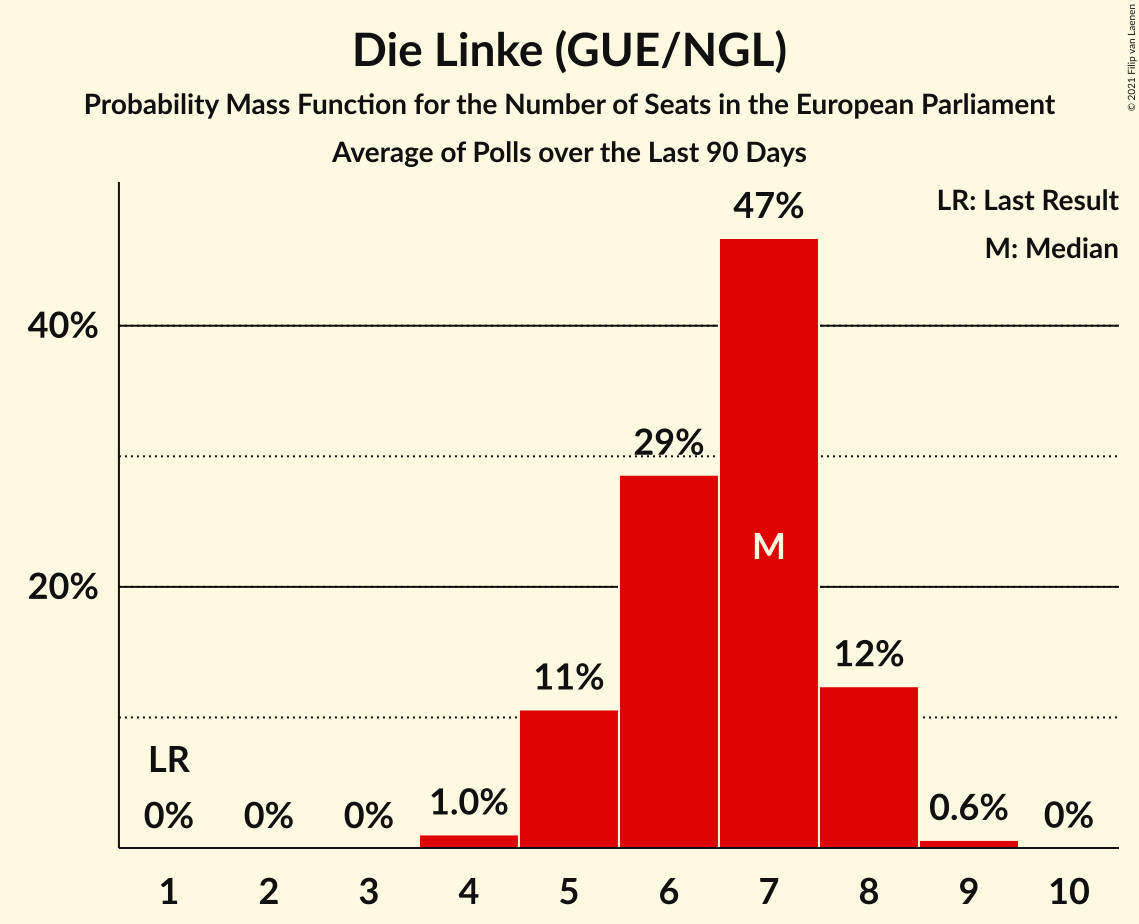 Die Linke (GUE/NGL)
Probability Mass Function for the Number of Seats in the European Parliament
Average of Polls over the Last 90 Days
© 2021 Filip van Laenen
LR: Last Result
M: Median
47%
40%
29%
M
20%
12%
11%
LR
0%
0%
0%
1.0%
0.6%
0%
1
2
3
4
5
6
7
8
9
10